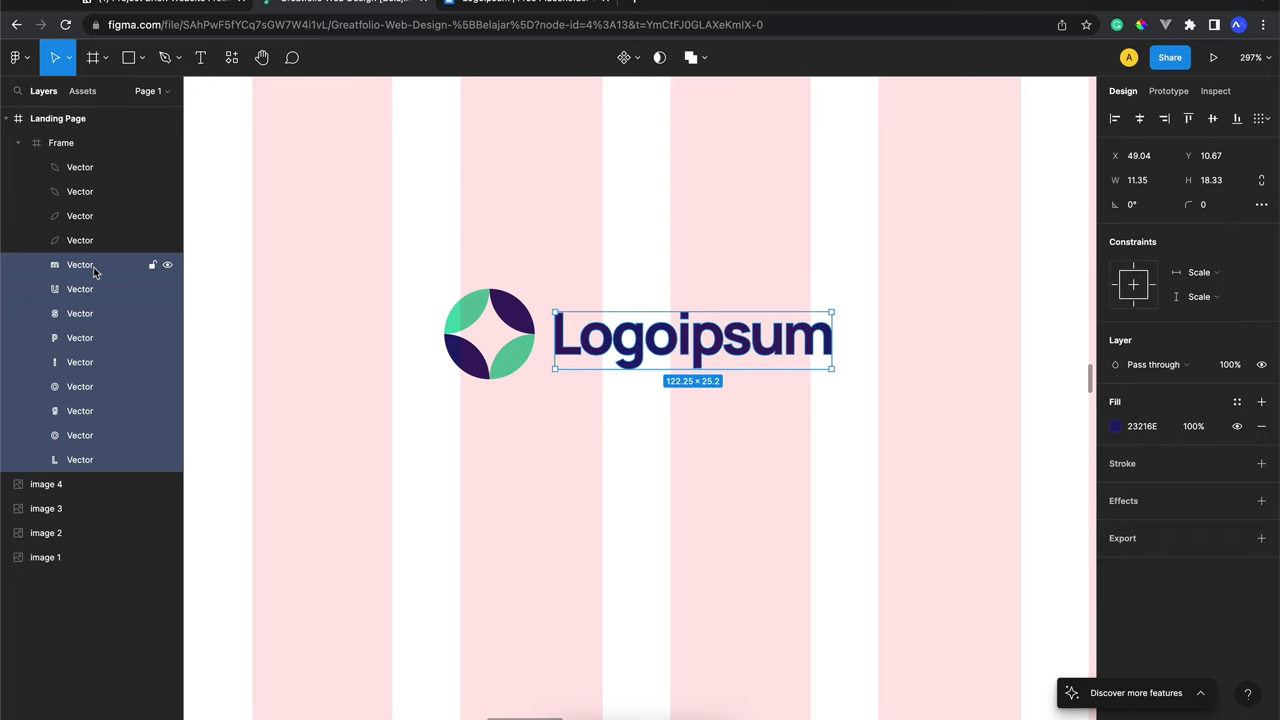 figma.com/file/SAhPwF5fYCq7sGW7W4i1vL/Greatfolio-Web-Design-%5BBelajar%5D?node-id=4%3A13&t=YmCtFJ0GLAXeKmIX-0
A
Share
297%
Layers
Assets
Page 1
Design
Prototype
Inspect
Landing Page
Frame
Vector
Vector
Vector
Vector
Vector
Vector
Vector
Vector
Vector
Vector
Vector
Vector
Vector
image 4
image 3
image 2
image 1
Logoipsum
122.25 × 25.2
X 49.04 Y 10.67
W 11.35 H 18.33
0° 0
Constraints
Scale
Scale
Layer
Pass through 100%
Fill
23216E 100%
Stroke
Effects
Export
Discover more features
?